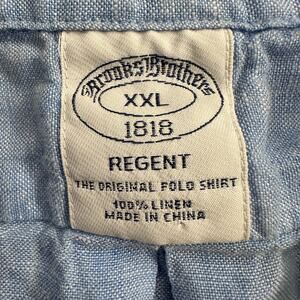 Brooks Brothers
XXL
1818
REGENT
THE ORIGINAL POLO SHIRT
100% LINEN
MADE IN CHINA